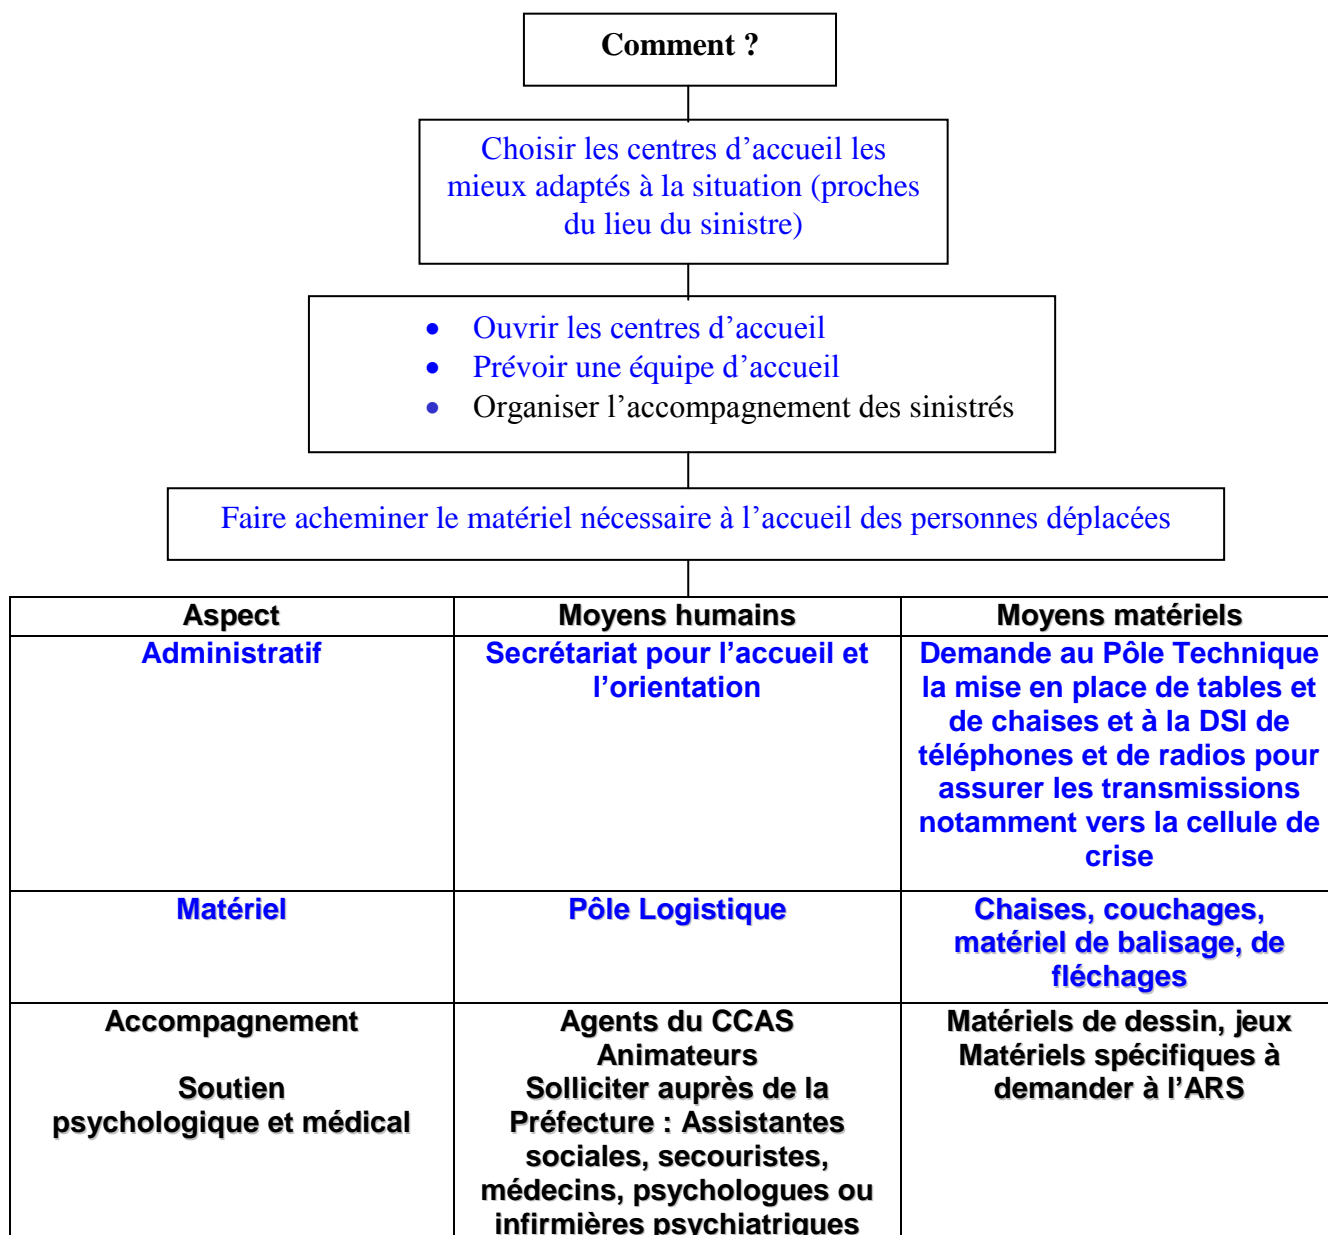 Comment ?
Choisir les centres d’accueil les
mieux adaptés à la situation (proches
du lieu du sinistre)
• Ouvrir les centres d’accueil
• Prévoir une équipe d’accueil
• Organiser l’accompagnement des sinistrés
Faire acheminer le matériel nécessaire à l’accueil des personnes déplacées
Aspect
Moyens humains
Moyens matériels
Administratif
Secrétariat pour l’accueil et
l’orientation
Demande au Pôle Technique
la mise en place de tables et
de chaises et à la DSI de
téléphones et de radios pour
assurer les transmissions
notamment vers la cellule de
crise
Matériel
Pôle Logistique
Chaises, couchages,
matériel de balisage, de
fléchages
Accompagnement
Soutien
psychologique et médical
Agents du CCAS
Animateurs
Solliciter auprès de la
Préfecture : Assistantes
sociales, secouristes,
médecins, psychologues ou
infirmières psychiatriques
Matériels de dessin, jeux
Matériels spécifiques à
demander à l’ARS